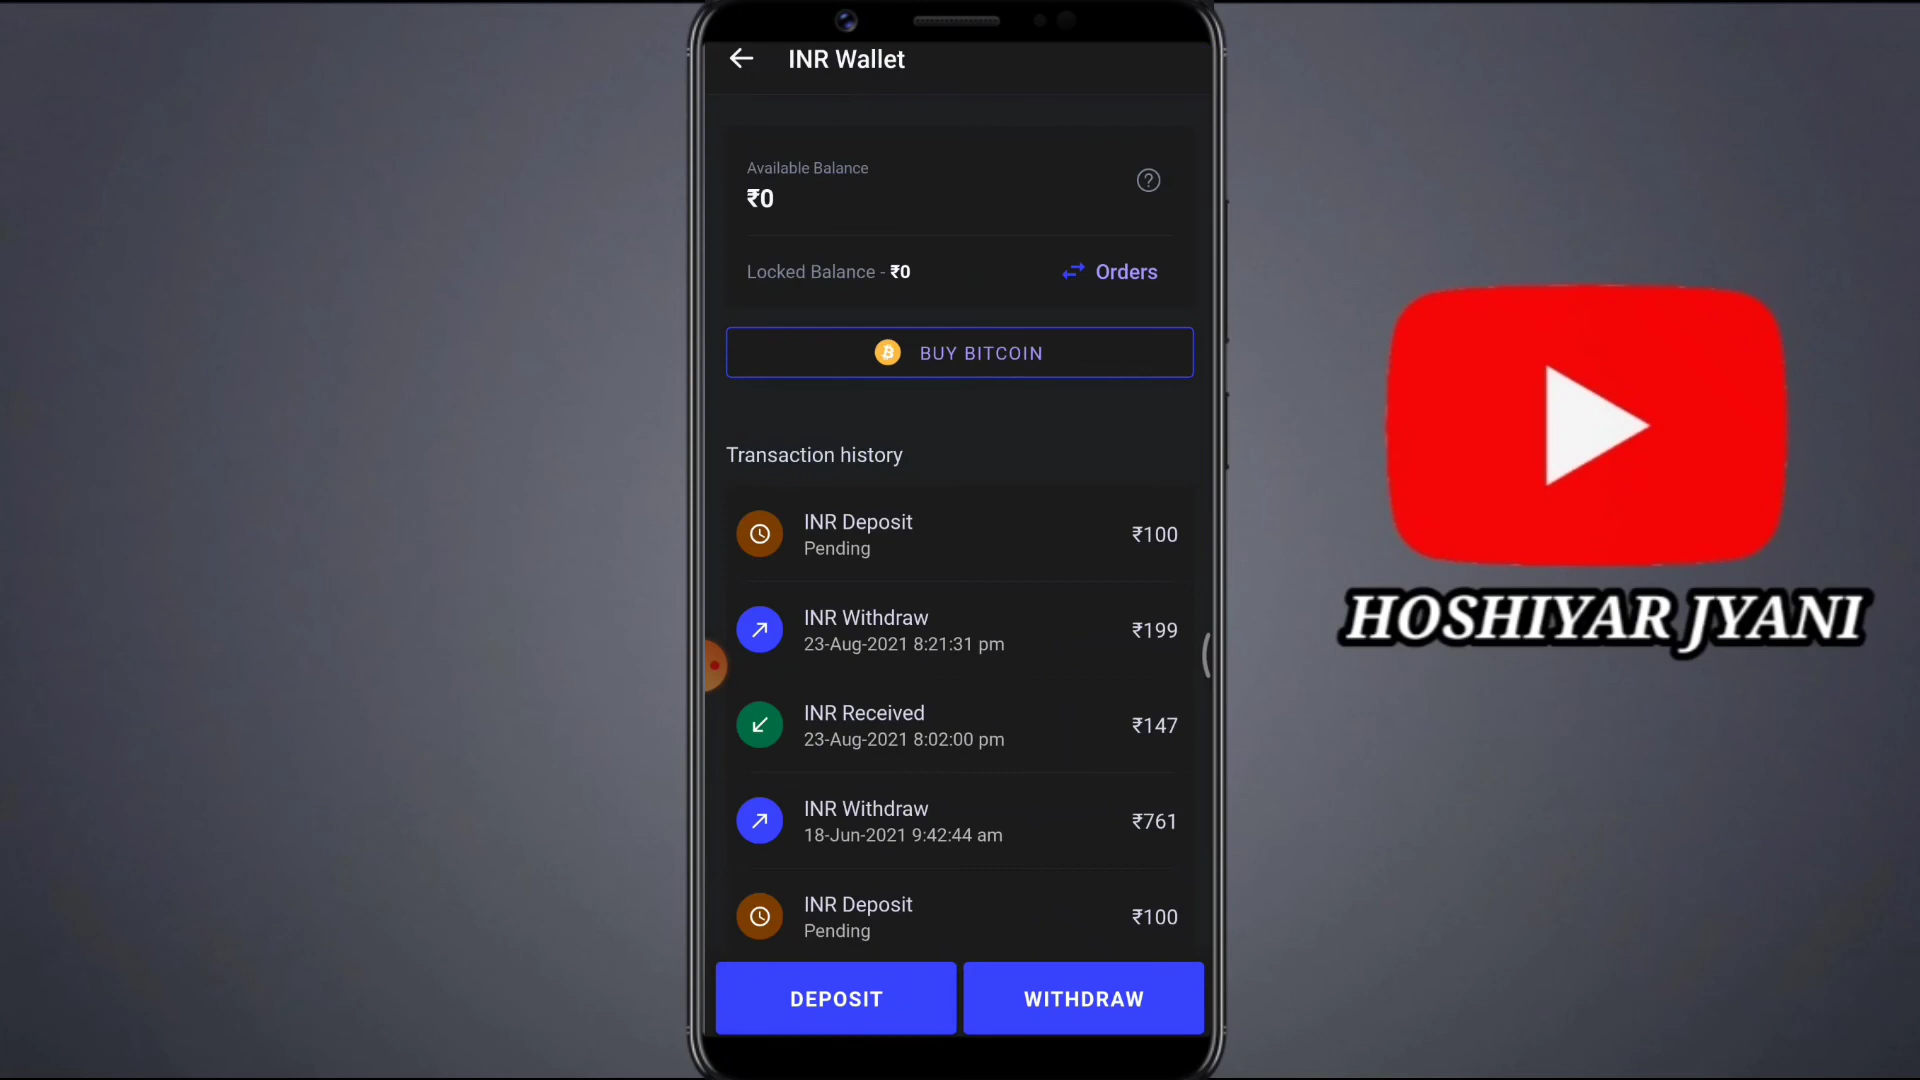 INR Wallet
Available Balance
₹0
Locked Balance - ₹0
Orders
BUY BITCOIN
Transaction history
INR Deposit
₹100
Pending
INR Withdraw
₹199
23-Aug-2021 8:21:31 pm
INR Received
₹147
23-Aug-2021 8:02:00 pm
INR Withdraw
₹761
18-Jun-2021 9:42:44 am
INR Deposit
₹100
Pending
DEPOSIT
WITHDRAW
HOSHIYAR JYANI